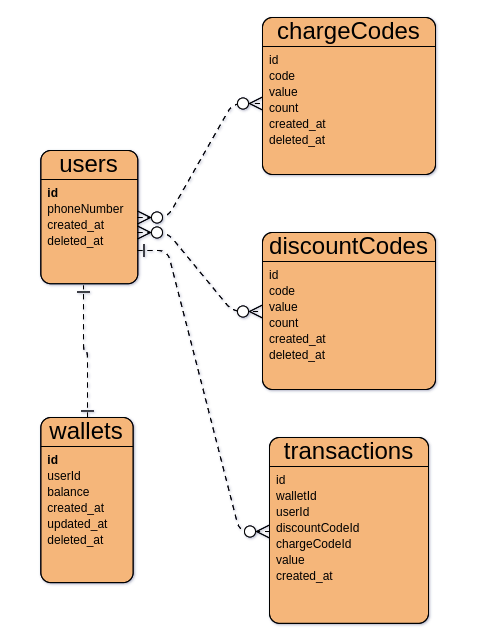 chargeCodes
id
code
value
count
created_at
deleted_at
users
id
phoneNumber
created_at
deleted_at
discountCodes
id
code
value
count
created_at
deleted_at
wallets
id
userId
balance
created_at
updated_at
deleted_at
transactions
id
walletId
userId
discountCodeId
chargeCodeId
value
created_at